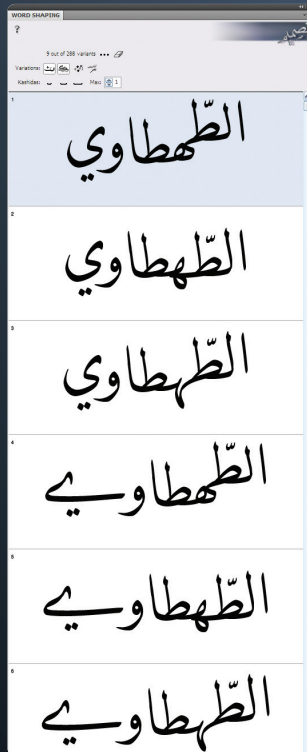 WORD SHAPING
?
9 out of 288 variants
Variations:
Kashidas: Max: 1
1
الطّهطاوي
2
الطّهطاوي
3
الطّهطاوي
4
الطّهطاوي
5
الطّهطاوي
6
الطّهطاوي